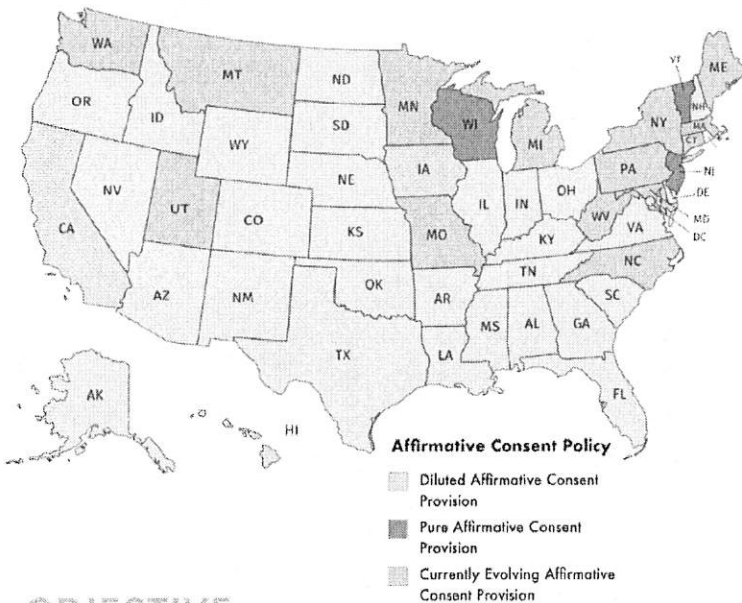 WA
MT
ND
MN
VT
ME
OR
ID
SD
WI
NH
NY
MA
WY
MI
CT
IA
PA
NJ
NE
NV
OH
DE
IL
IN
UT
CO
WV
MD
CA
KS
MO
VA
DC
KY
NC
TN
OK
AZ
NM
AR
SC
MS
AL
GA
TX
LA
AK
FL
HI
Affirmative Consent Policy
Diluted Affirmative Consent
Provision
Pure Affirmative Consent
Provision
Currently Evolving Affirmative
Consent Provision
OBJECTIVE